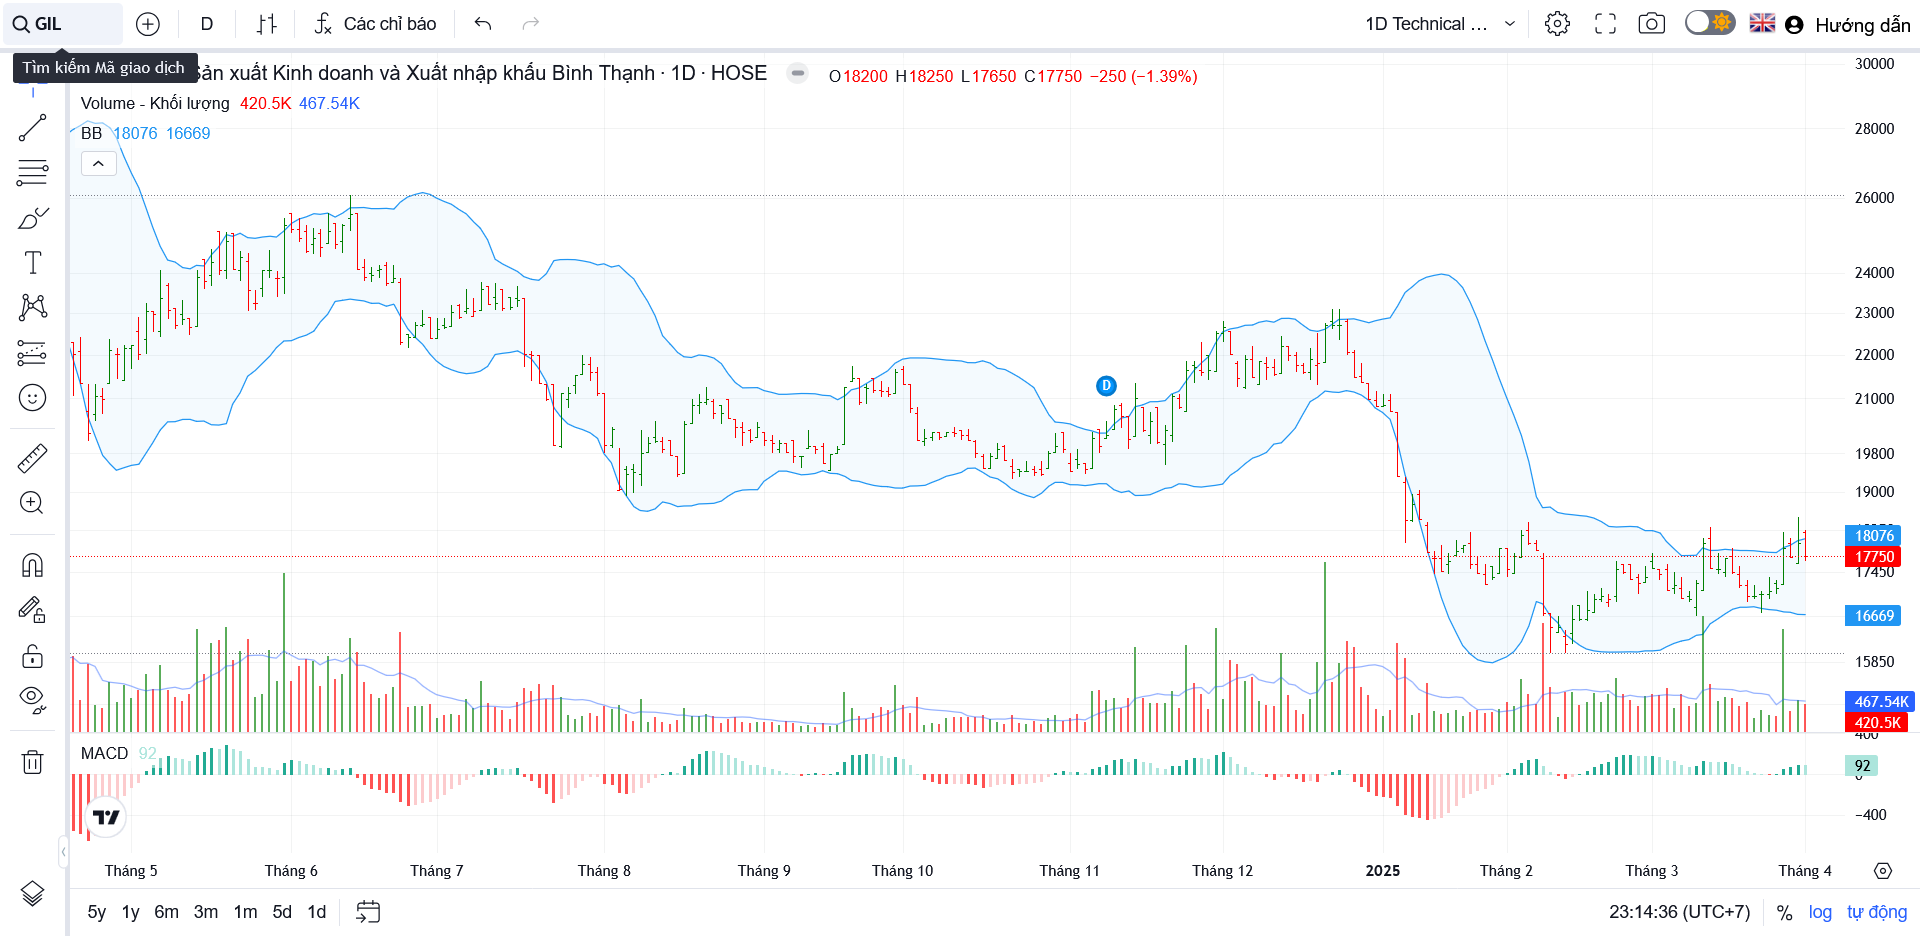 GIL
D
Các chỉ báo
1D Technical ...
Hướng dẫn
Tìm kiếm Mã giao dịch
Sản xuất Kinh doanh và Xuất nhập khẩu Bình Thạnh · 1D · HOSE
O18200 H18250 L17650 C17750 −250 (−1.39%)
Volume - Khối lượng 420.5K 467.54K
BB 18076 16669
30000
28000
26000
24000
23000
22000
21000
19800
19000
18076
17750
17450
16669
15850
467.54K
420.5K
D
MACD 92
400
92
0
−400
Tháng 5
Tháng 6
Tháng 7
Tháng 8
Tháng 9
Tháng 10
Tháng 11
Tháng 12
2025
Tháng 2
Tháng 3
Tháng 4
5y 1y 6m 3m 1m 5d 1d
23:14:36 (UTC+7)
%
log
tự động